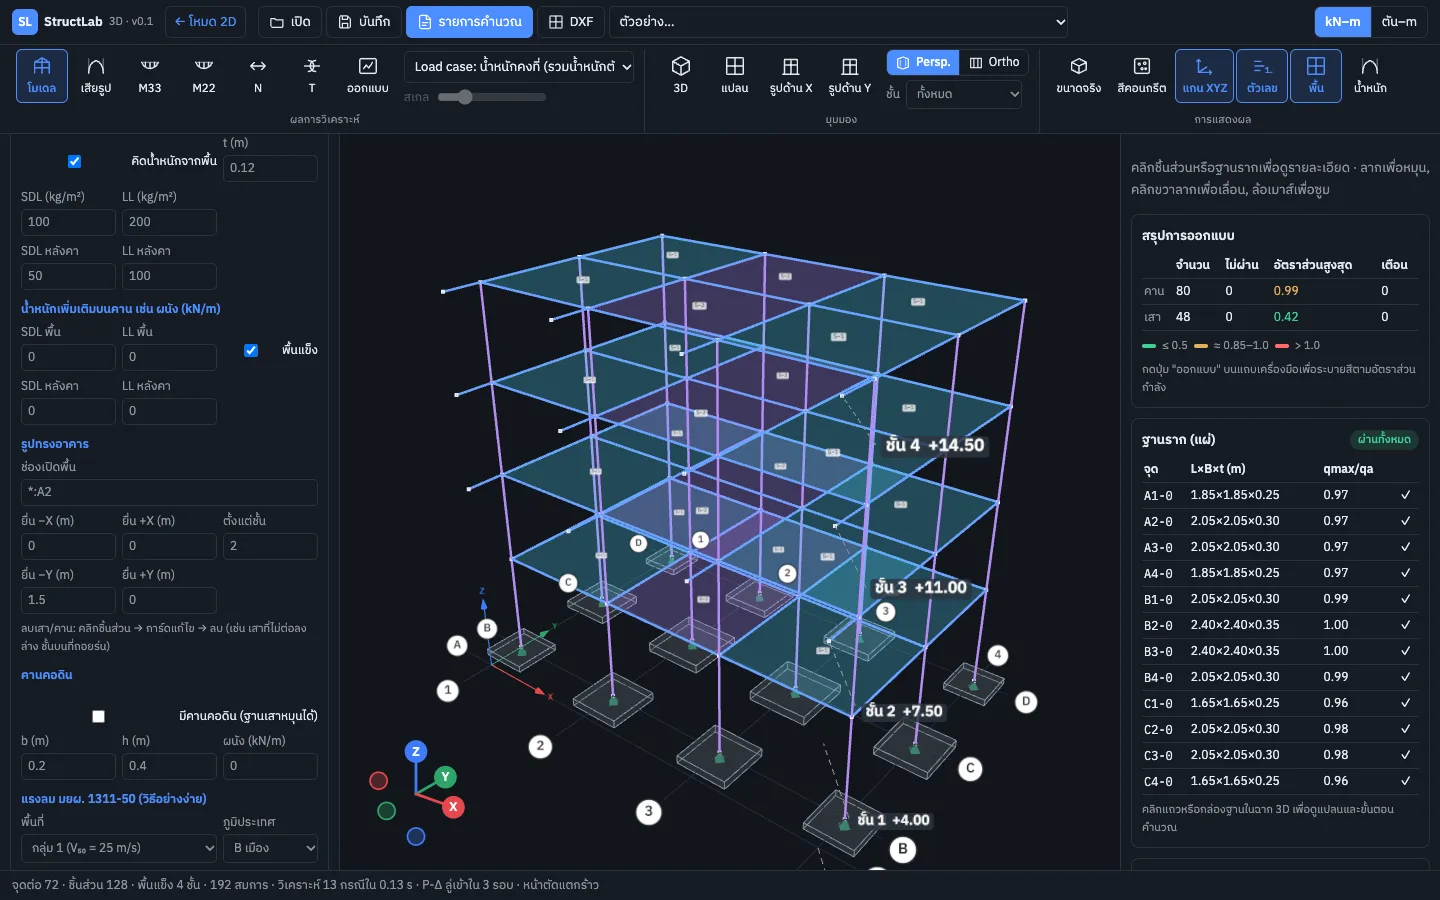 SL StructLab 3D · v0.1 ← โหมด 2D เปิด บันทึก รายการคำนวณ DXF ตัวอย่าง... kN–m ตัน–m
โมเดล เสียรูป M33 M22 N T ออกแบบ
Load case: น้ำหนักคงที่ (รวมน้ำหนักตั
สเกล
ผลการวิเคราะห์
3D แปลน รูปด้าน X รูปด้าน Y
Persp. Ortho
ชั้น ทั้งหมด
มุมมอง
ขนาดจริง สีคอนกรีต แกน XYZ ตัวเลข พื้น น้ำหนัก
การแสดงผล
t (m)
คิดน้ำหนักจากพื้น 0.12
SDL (kg/m²) LL (kg/m²)
100 200
SDL หลังคา LL หลังคา
50 100
น้ำหนักเพิ่มเติมบนคาน เช่น ผนัง (kN/m)
SDL พื้น LL พื้น
0 0 พื้นแข็ง
SDL หลังคา LL หลังคา
0 0
รูปทรงอาคาร
ช่องเปิดพื้น
*:A2
ยื่น –X (m) ยื่น +X (m) ตั้งแต่ชั้น
0 0 2
ยื่น –Y (m) ยื่น +Y (m)
1.5 0
ลบเสา/คาน: คลิกชิ้นส่วน → การ์ดแก้ไข → ลบ (เช่น เสาที่ไม่ต่อลง
ล่าง ชั้นบนที่ถอยร่น)
คานคอดิน
มีคานคอดิน (ฐานเสาหมุนได้)
b (m) h (m) ผนัง (kN/m)
0.2 0.4 0
แรงลม มยผ. 1311-50 (วิธีอย่างง่าย)
พื้นที่ ภูมิประเทศ
กลุ่ม 1 (V₅₀ = 25 m/s) B เมือง
ชั้น 4 +14.50
ชั้น 3 +11.00
ชั้น 2 +7.50
ชั้น 1 +4.00
D 1
C 2
B 3
A 4
1 D
2 C
3 B
Z Y X
Z
Y
X
คลิกชิ้นส่วนหรือฐานรากเพื่อดูรายละเอียด · ลากเพื่อหมุน,
คลิกขวาลากเพื่อเลื่อน, ล้อเมาส์เพื่อซูม
สรุปการออกแบบ
จำนวน ไม่ผ่าน อัตราส่วนสูงสุด เตือน
คาน 80 0 0.99 0
เสา 48 0 0.42 0
≤ 0.5 ≈ 0.85–1.0 > 1.0
กดปุ่ม "ออกแบบ" บนแถบเครื่องมือเพื่อระบายสีตามอัตราส่วน
กำลัง
ฐานราก (แผ่) ผ่านทั้งหมด
จุด L×B×t (m) qmax/qa
A1-0 1.85×1.85×0.25 0.97 ✓
A2-0 2.05×2.05×0.30 0.97 ✓
A3-0 2.05×2.05×0.30 0.97 ✓
A4-0 1.85×1.85×0.25 0.97 ✓
B1-0 2.05×2.05×0.30 0.99 ✓
B2-0 2.40×2.40×0.35 1.00 ✓
B3-0 2.40×2.40×0.35 1.00 ✓
B4-0 2.05×2.05×0.30 0.99 ✓
C1-0 1.65×1.65×0.25 0.96 ✓
C2-0 2.05×2.05×0.30 0.98 ✓
C3-0 2.05×2.05×0.30 0.98 ✓
C4-0 1.65×1.65×0.25 0.96 ✓
คลิกแถวหรือกล่องฐานในฉาก 3D เพื่อดูแปลนและขั้นตอน
คำนวณ
จุดต่อ 72 · ชิ้นส่วน 128 · พื้นแข็ง 4 ชั้น · 192 สมการ · วิเคราะห์ 13 กรณีใน 0.13 s · P-Δ ลู่เข้าใน 3 รอบ · หน้าตัดแตกร้าว